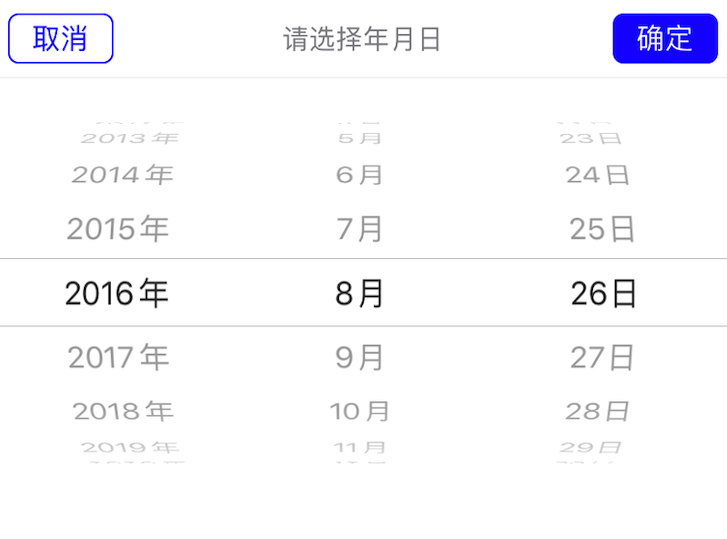 取消 请选择年月日 确定
2013年 5月 23日
2014年 6月 24日
2015年 7月 25日
2016年 8月 26日
2017年 9月 27日
2018年 10月 28日
2019年 11月 29日